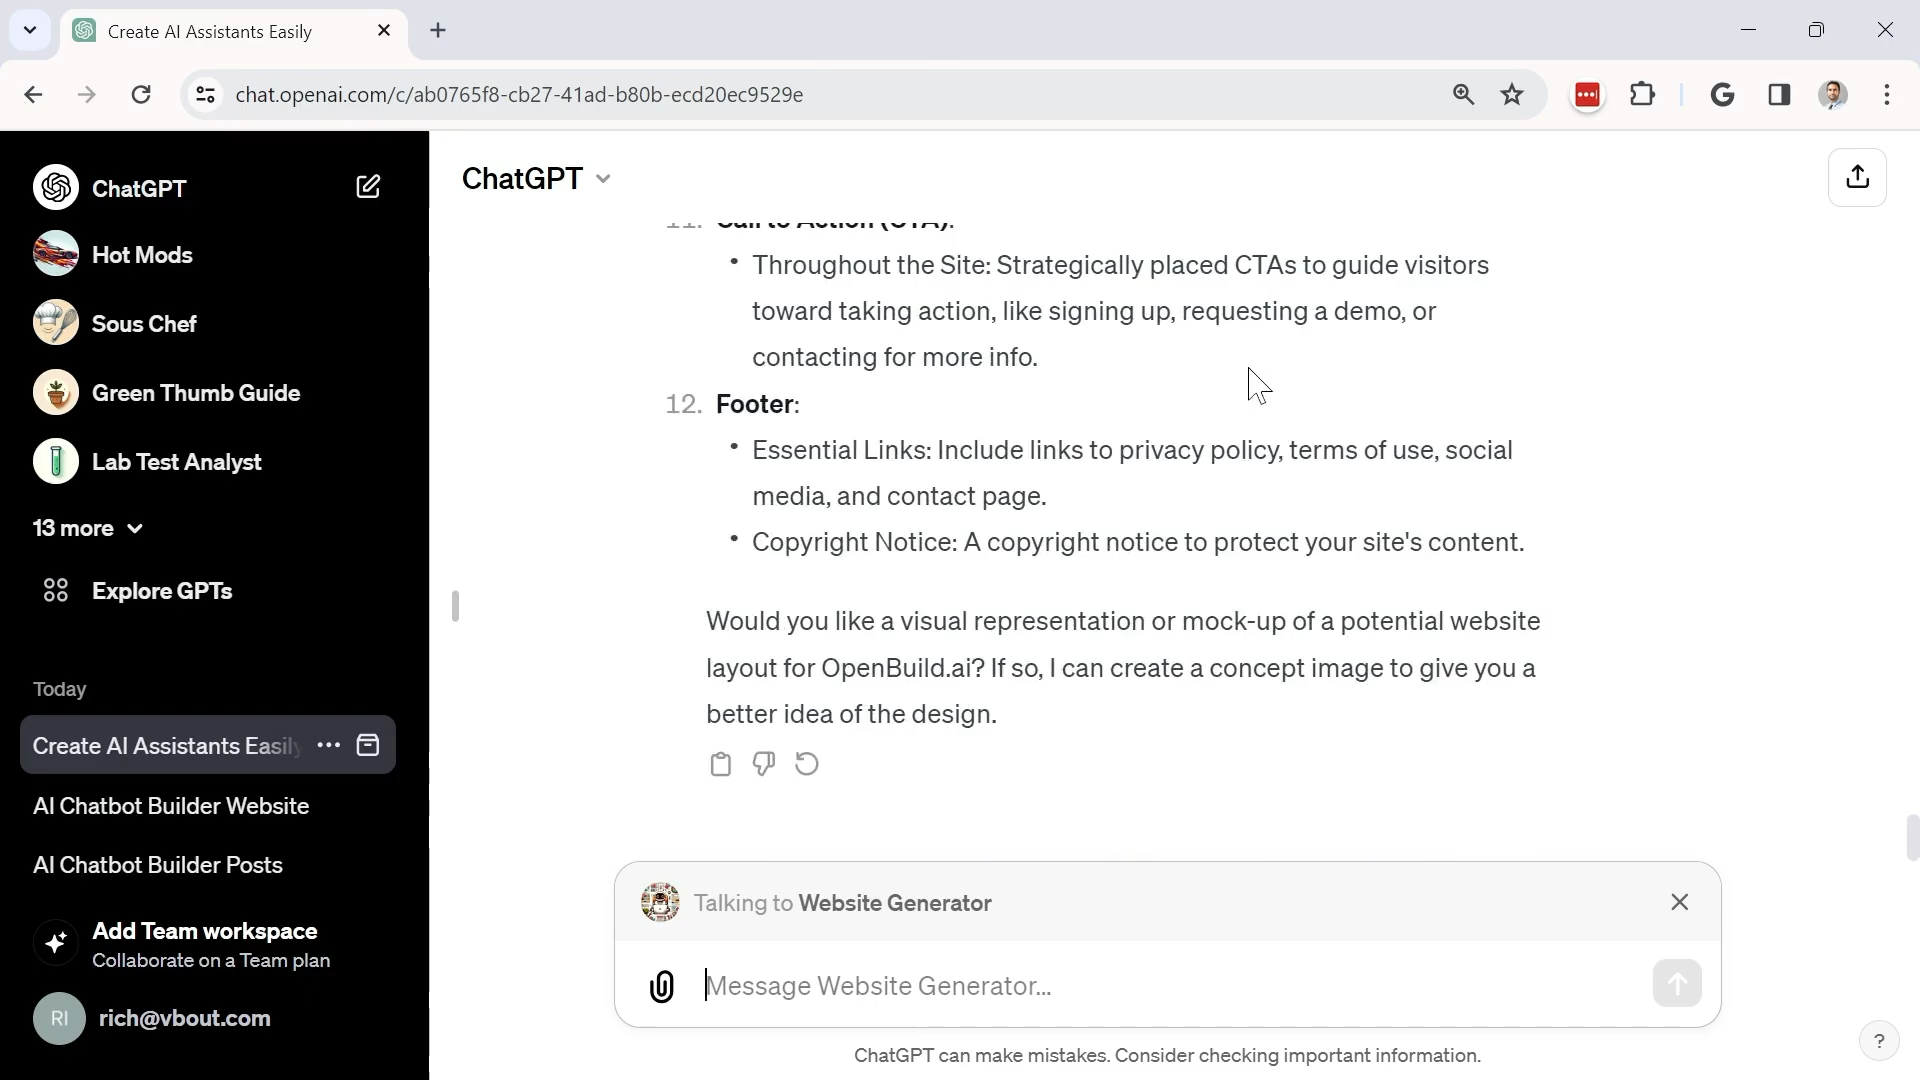 Create AI Assistants Easily
chat.openai.com/c/ab0765f8-cb27-41ad-b80b-ecd20ec9529e
ChatGPT
Hot Mods
Sous Chef
Green Thumb Guide
Lab Test Analyst
13 more
Explore GPTs
Today
Create AI Assistants Easily
AI Chatbot Builder Website
AI Chatbot Builder Posts
Add Team workspace
Collaborate on a Team plan
RI
rich@vbout.com
ChatGPT
11. Call to Action (CTA):
• Throughout the Site: Strategically placed CTAs to guide visitors
toward taking action, like signing up, requesting a demo, or
contacting for more info.
12. Footer:
• Essential Links: Include links to privacy policy, terms of use, social
media, and contact page.
• Copyright Notice: A copyright notice to protect your site's content.
Would you like a visual representation or mock-up of a potential website
layout for OpenBuild.ai? If so, I can create a concept image to give you a
better idea of the design.
Talking to Website Generator
Message Website Generator...
ChatGPT can make mistakes. Consider checking important information.
?